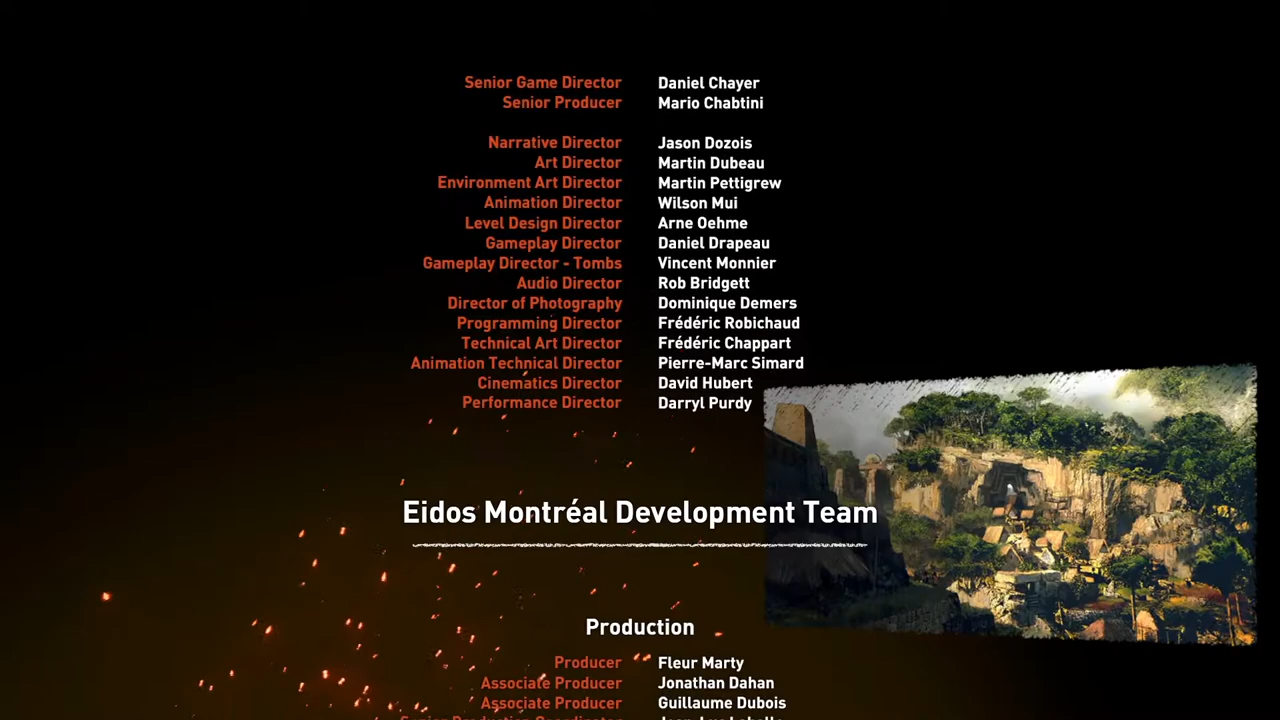 Senior Game Director Daniel Chayer
Senior Producer Mario Chabtini
Narrative Director Jason Dozois
Art Director Martin Dubeau
Environment Art Director Martin Pettigrew
Animation Director Wilson Mui
Level Design Director Arne Oehme
Gameplay Director Daniel Drapeau
Gameplay Director - Tombs Vincent Monnier
Audio Director Rob Bridgett
Director of Photography Dominique Demers
Programming Director Frédéric Robichaud
Technical Art Director Frédéric Chappart
Animation Technical Director Pierre-Marc Simard
Cinematics Director David Hubert
Performance Director Darryl Purdy
Eidos Montréal Development Team
Production
Producer Fleur Marty
Associate Producer Jonathan Dahan
Associate Producer Guillaume Dubois